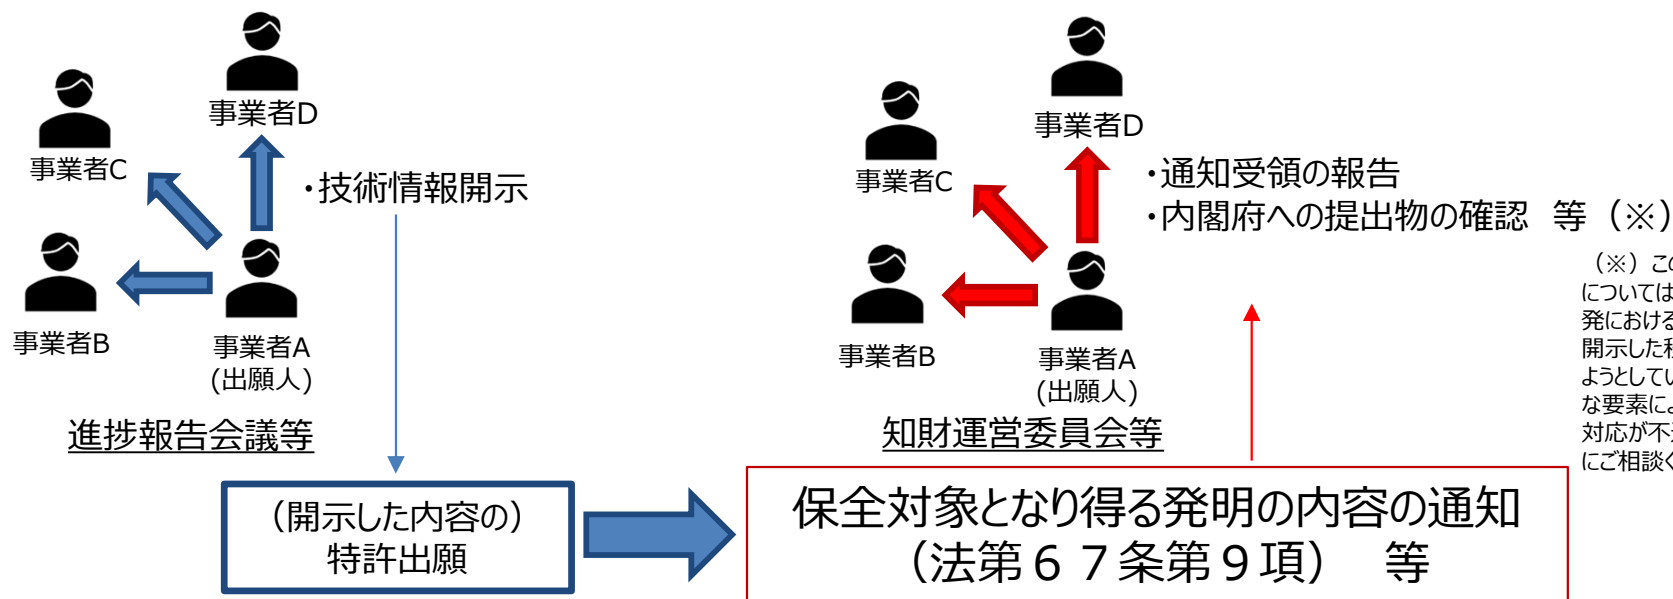 事業者D
事業者C
・技術情報開示
事業者B
事業者A
(出願人)
進捗報告会議等
（開示した内容の）
特許出願
事業者D
事業者C
・通知受領の報告
・内閣府への提出物の確認　等（※）
事業者B
事業者A
(出願人)
知財運営委員会等
（※）こ
については
発における
開示した
ようとしてい
な要素によ
対応が不
にご相談く
保全対象となり得る発明の内容の通知
（法第６７条第９項）　等